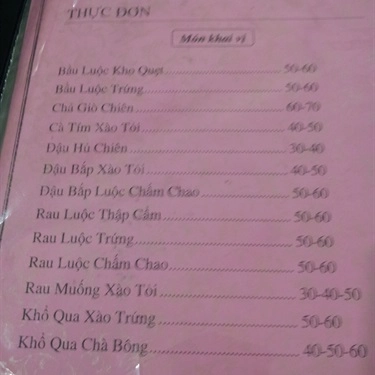 THỰC ĐƠN
Món khai vị
Bầu Luộc Kho Quẹt 50-60
Bầu Luộc Trứng 50-60
Chả Giò Chiên 60-70
Cà Tím Xào Tỏi 40-50
Đậu Hủ Chiên 30-40
Đậu Bắp Xào Tỏi 40-50
Đậu Bắp Luộc Chấm Chao 50-60
Rau Luộc Thập Cẩm 50-60
Rau Luộc Trứng 50-60
Rau Luộc Chấm Chao 50-60
Rau Muống Xào Tỏi 30-40-50
Khổ Qua Xào Trứng 50-60
Khổ Qua Chà Bông 40-50-60